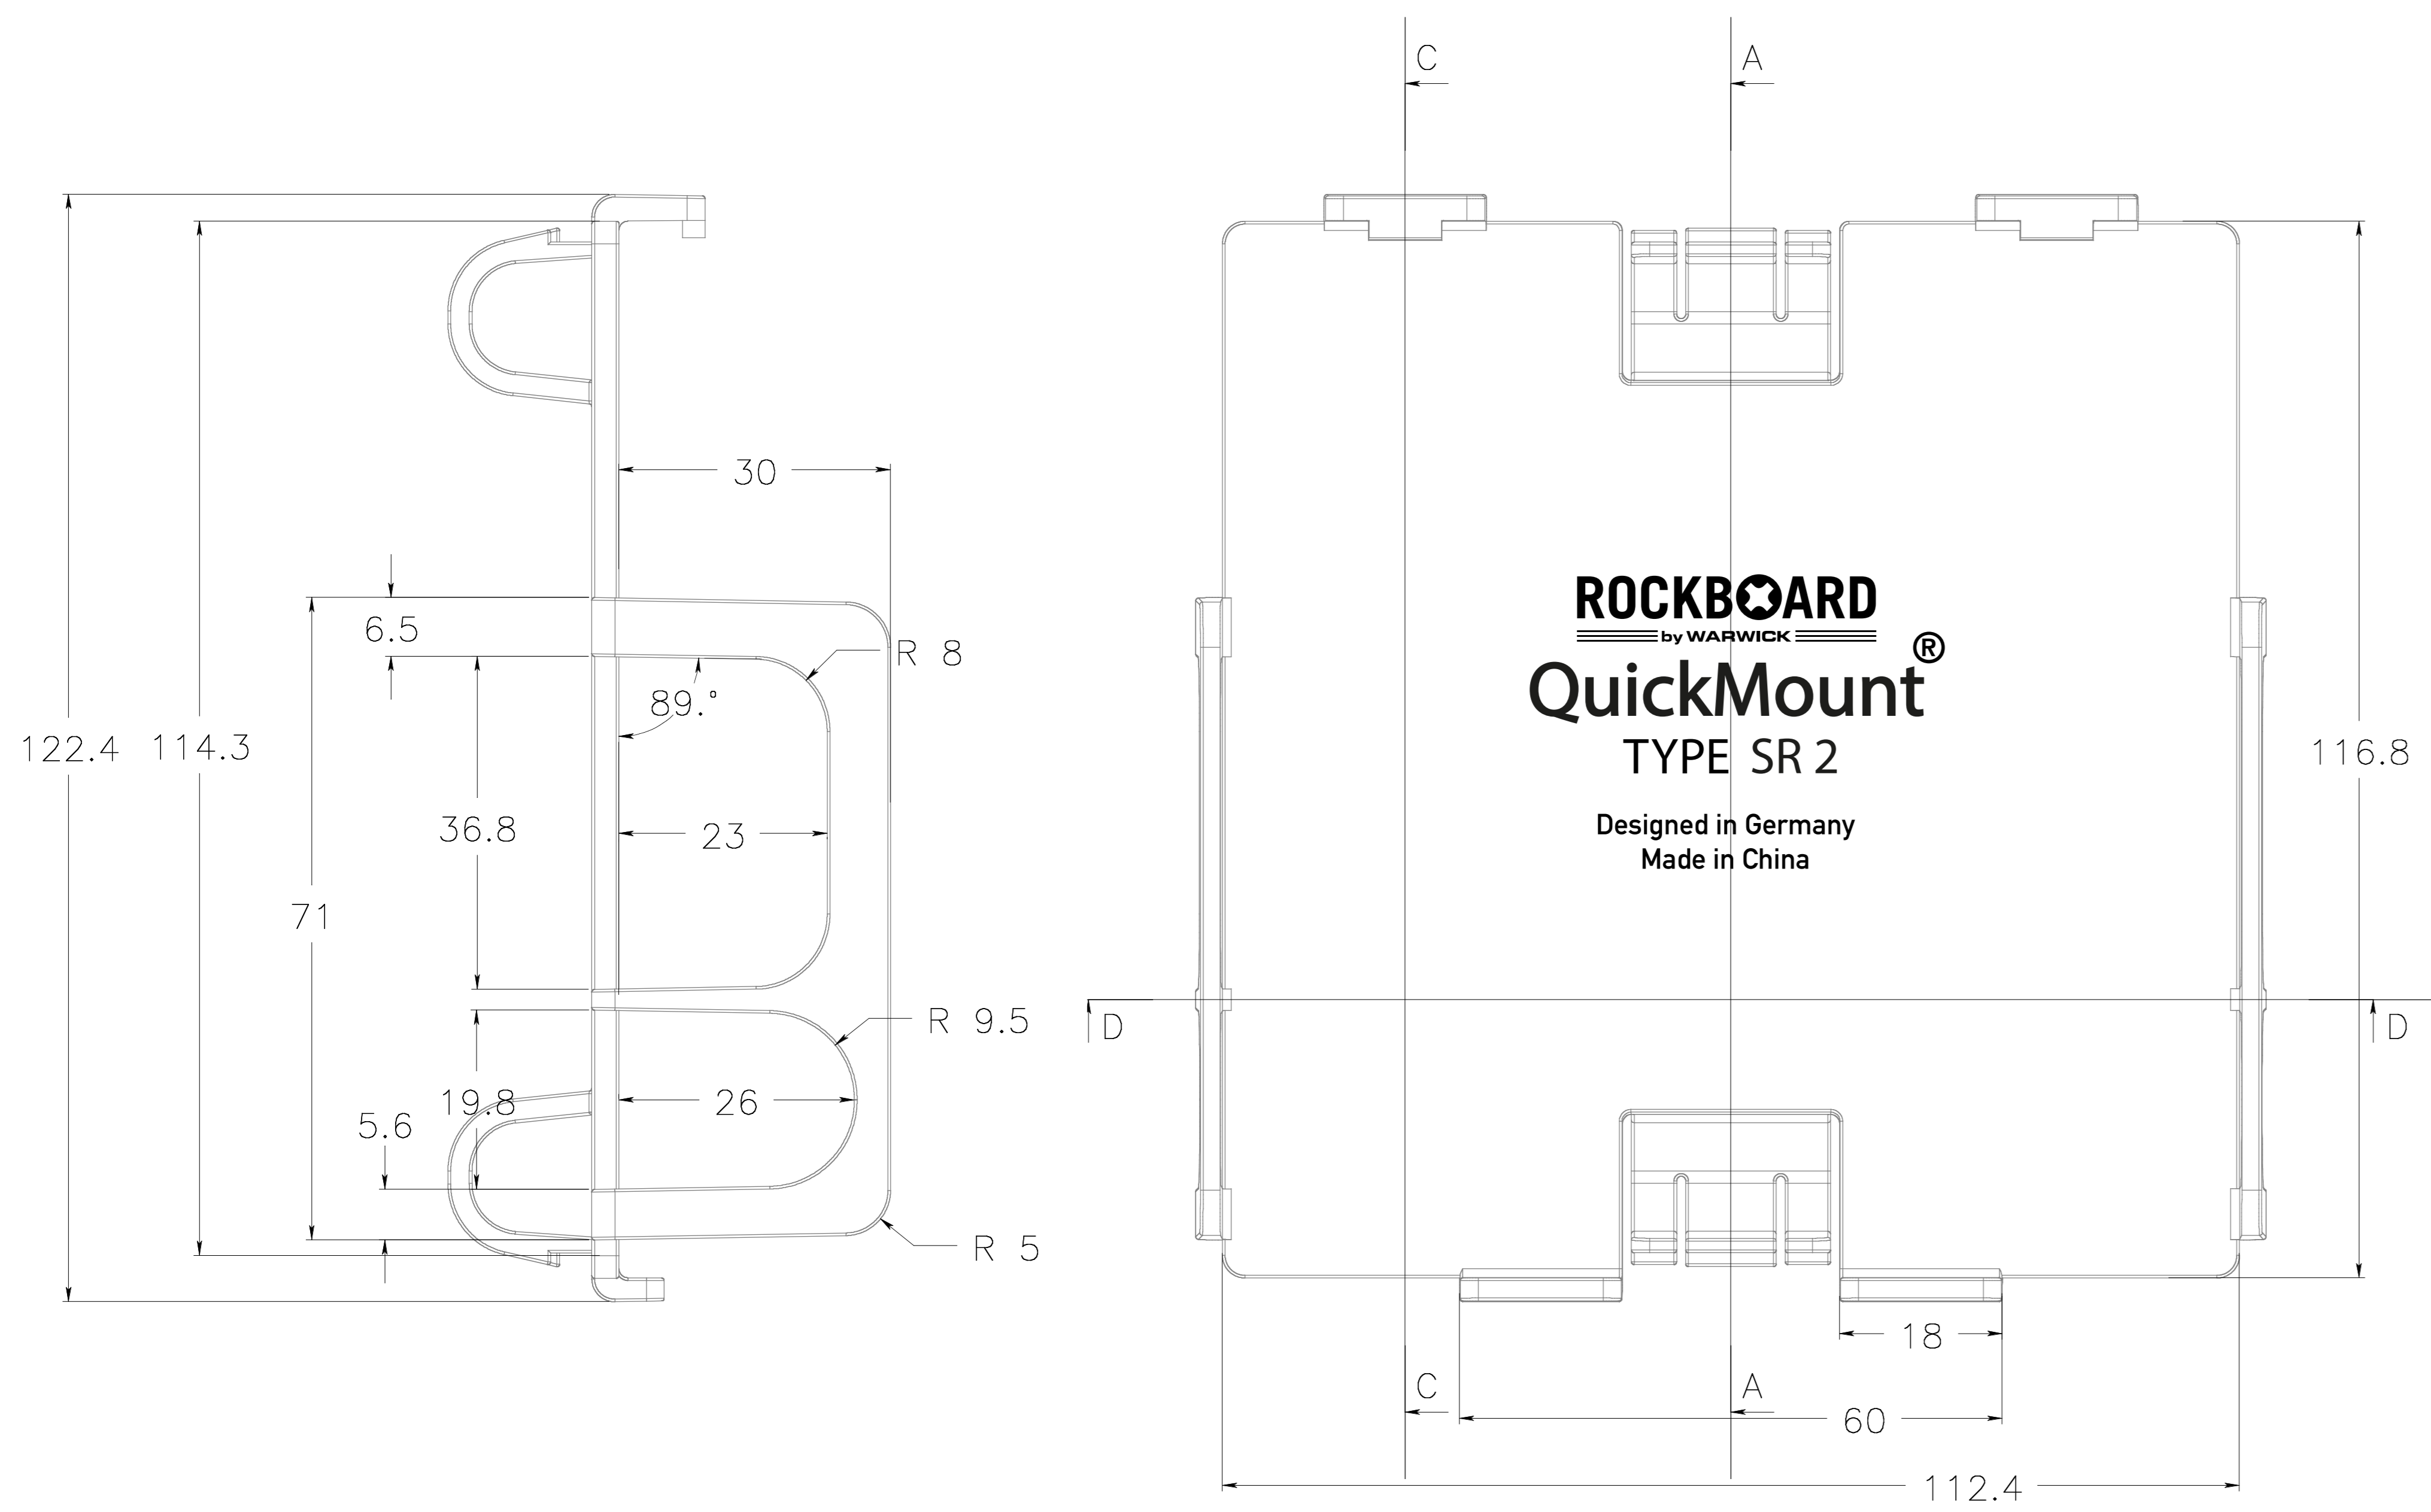 C
A
30
6.5
R 8
89.°
122.4
114.3
36.8
23
71
R 9.5
19.8
26
5.6
R 5
ROCKBOARD
by WARWICK
QuickMount®
TYPE SR 2
Designed in Germany
Made in China
116.8
D
D
18
C
A
60
112.4